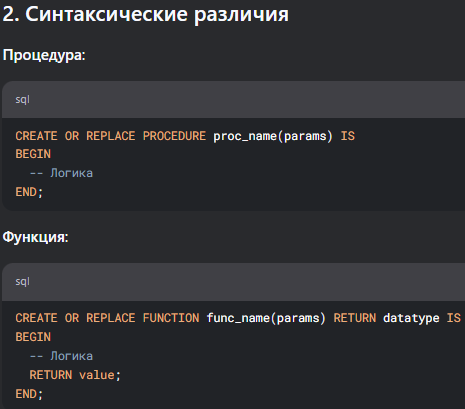 2. Синтаксические различия
Процедура:
sql
CREATE OR REPLACE PROCEDURE proc_name(params) IS
BEGIN
-- Логика
END;
Функция:
sql
CREATE OR REPLACE FUNCTION func_name(params) RETURN datatype IS
BEGIN
-- Логика
RETURN value;
END;